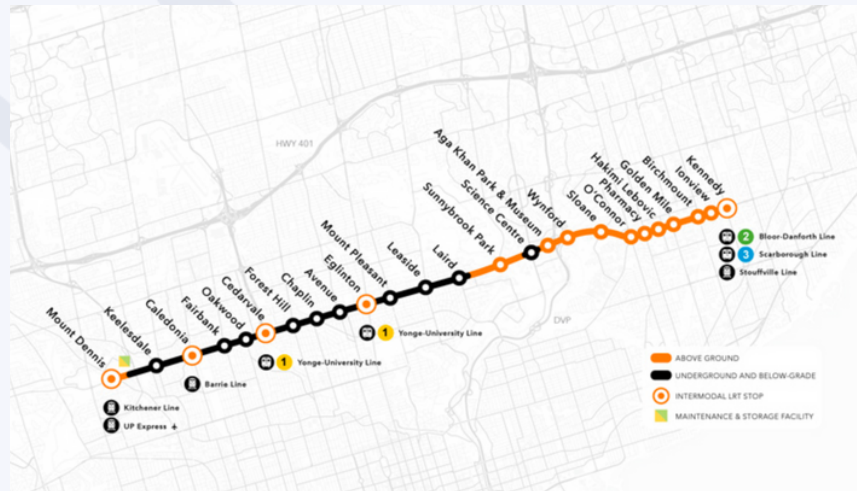 HWY 401
Mount Dennis
Keelesdale
Caledonia
Fairbank
Oakwood
Cedarvale
Forest Hill
Chaplin
Avenue
Eglinton
Mount Pleasant
Leaside
Laird
Sunnybrook Park
Science Centre
Aga Khan Park & Museum
Wynford
Sloane
O'Connor
Pharmacy
Hakimi Lebovic
Golden Mile
Birchmount
Ionview
Kennedy
2 Bloor-Danforth Line
3 Scarborough Line
Stouffville Line
DVP
1 Yonge-University Line
1 Yonge-University Line
Barrie Line
Kitchener Line
UP Express
ABOVE GROUND
UNDERGROUND AND BELOW-GRADE
INTERMODAL LRT STOP
MAINTENANCE & STORAGE FACILITY